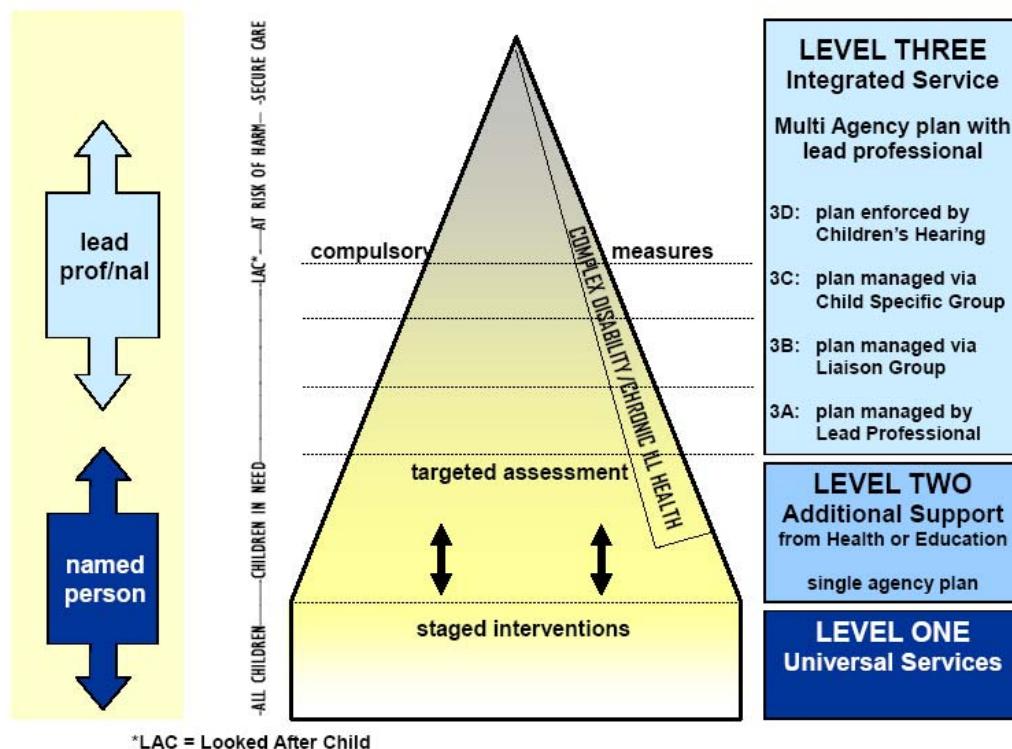 lead
prof/nal
named
person
-ALL CHILDREN——CHILDREN IN NEED——LAC*- — AT RISK OF HARM— -SECURE CARE
compulsory measures
COMPLEX DISABILITY/CHRONIC ILL HEALTH
targeted assessment
staged interventions
LEVEL THREE
Integrated Service
Multi Agency plan with
lead professional
3D: plan enforced by
Children's Hearing
3C: plan managed via
Child Specific Group
3B: plan managed via
Liaison Group
3A: plan managed by
Lead Professional
LEVEL TWO
Additional Support
from Health or Education
single agency plan
LEVEL ONE
Universal Services
*LAC = Looked After Child